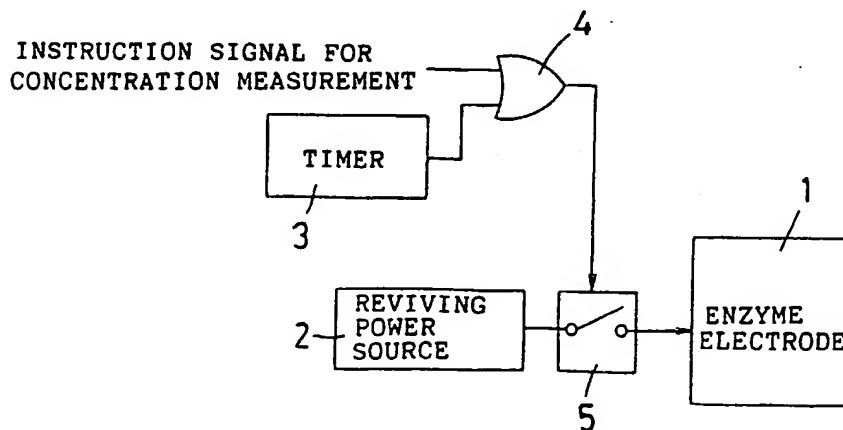 4
INSTRUCTION SIGNAL FOR
CONCENTRATION MEASUREMENT
TIMER
3
1
REVIVING
POWER
SOURCE
2
5
ENZYME
ELECTRODE